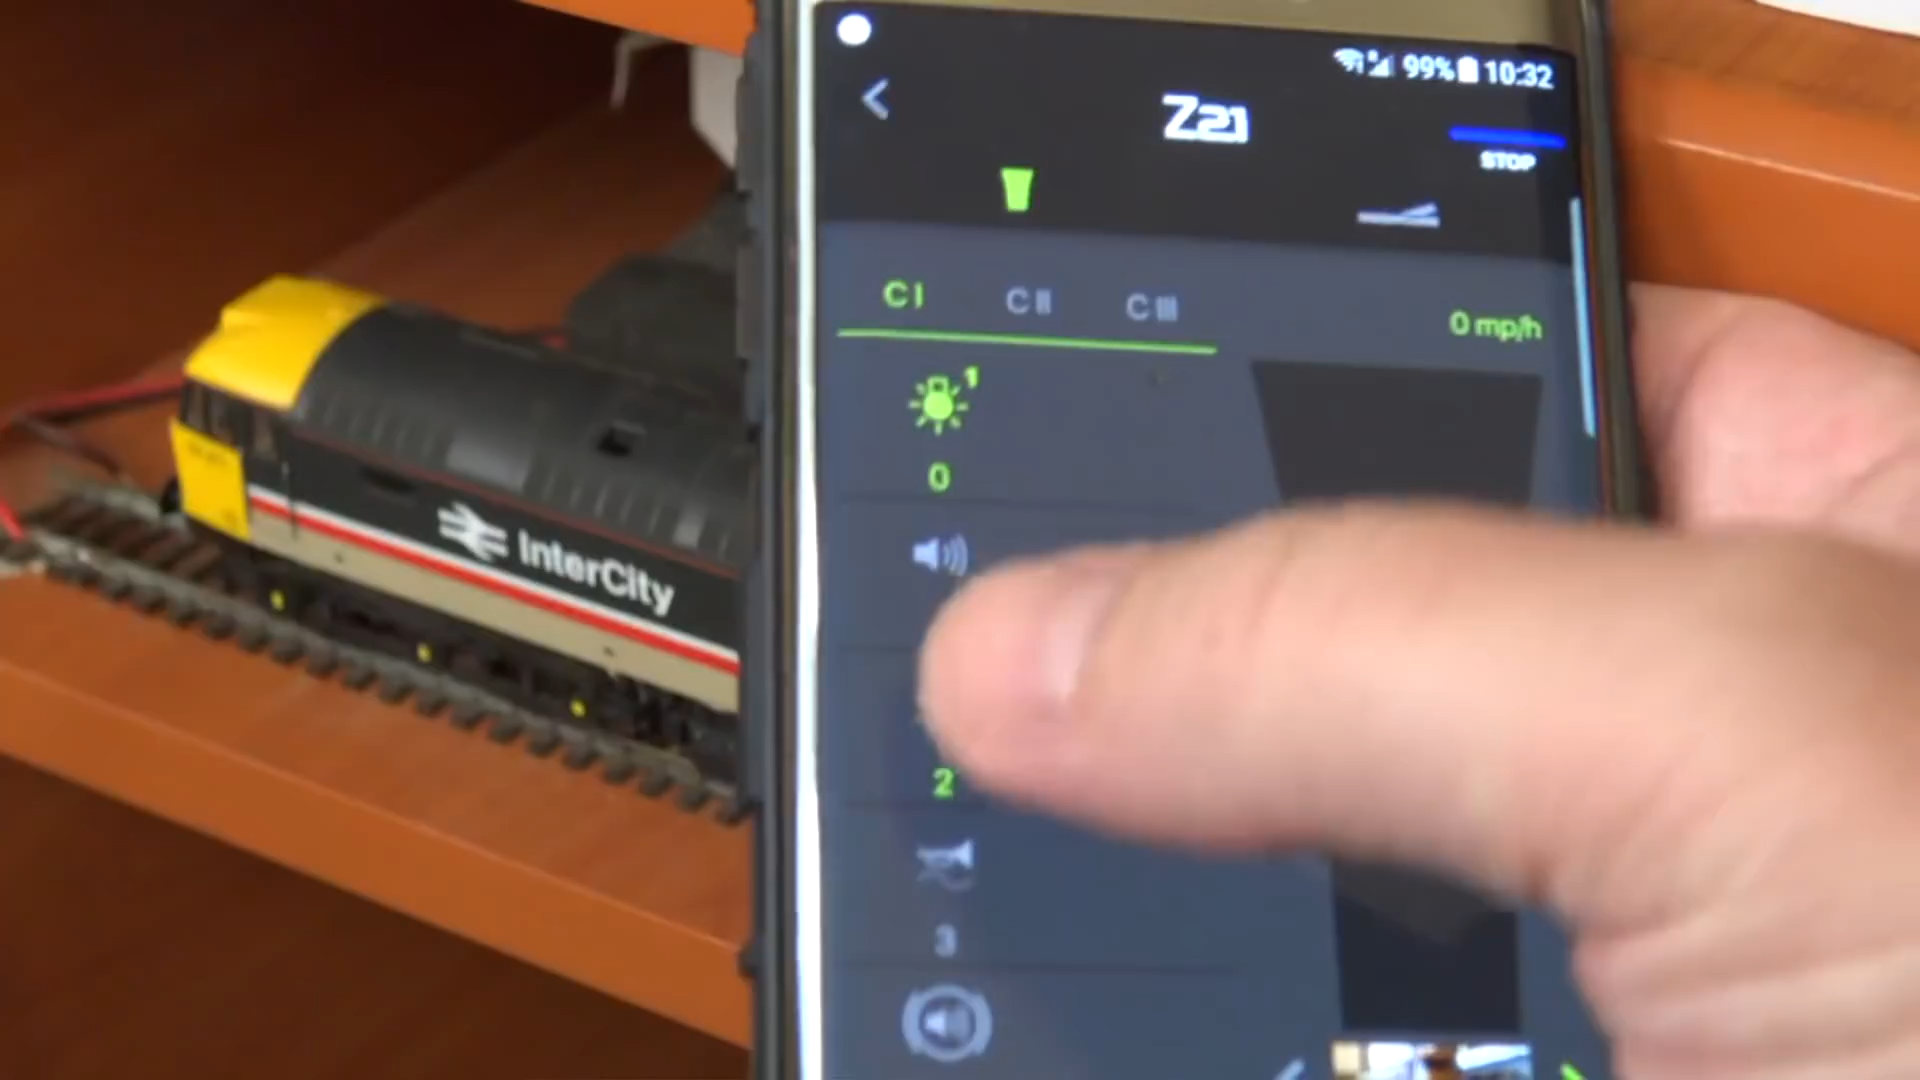 99% 10:32
Z21
STOP
C I C II C III
0 mp/h
1
0
2
3
InterCity